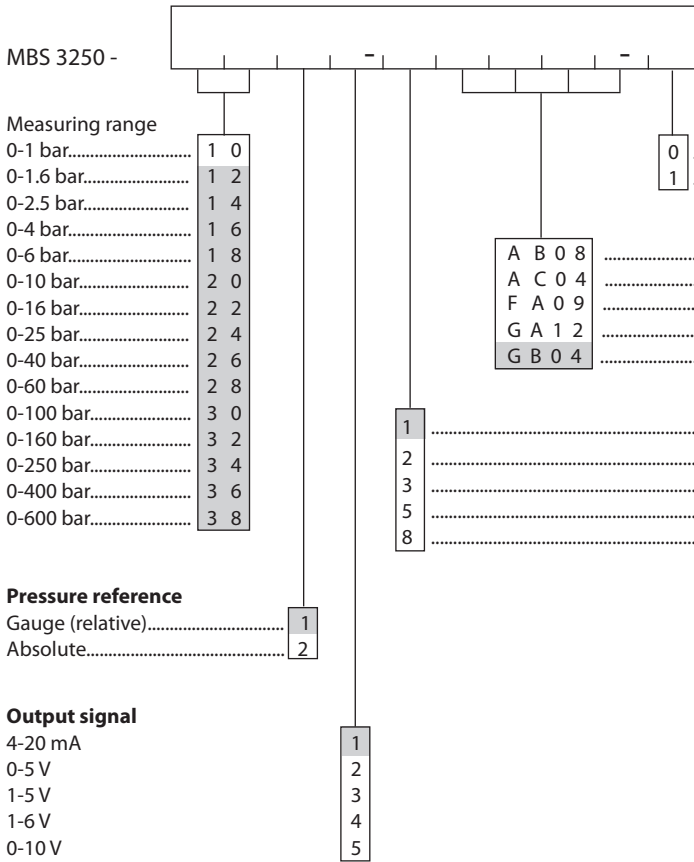 MBS 3250 - - -
Measuring range
0-1 bar............................ 1 0
0-1.6 bar........................... 1 2
0-2.5 bar........................... 1 4
0-4 bar............................ 1 6
0-6 bar............................ 1 8
0-10 bar.......................... 2 0
0-16 bar.......................... 2 2
0-25 bar.......................... 2 4
0-40 bar.......................... 2 6
0-60 bar.......................... 2 8
0-100 bar........................ 3 0
0-160 bar........................ 3 2
0-250 bar........................ 3 4
0-400 bar........................ 3 6
0-600 bar........................ 3 8
Pressure reference
Gauge (relative).................................. 1
Absolute.................................................. 2
Output signal
4-20 mA 1
0-5 V 2
1-5 V 3
1-6 V 4
0-10 V 5
1 ................................................................
2 ................................................................
3 ................................................................
5 ................................................................
8 ................................................................
A B 0 8 ......................
A C 0 4 ......................
F A 0 9 ......................
G A 1 2 ......................
G B 0 4 ......................
0 .
1 .